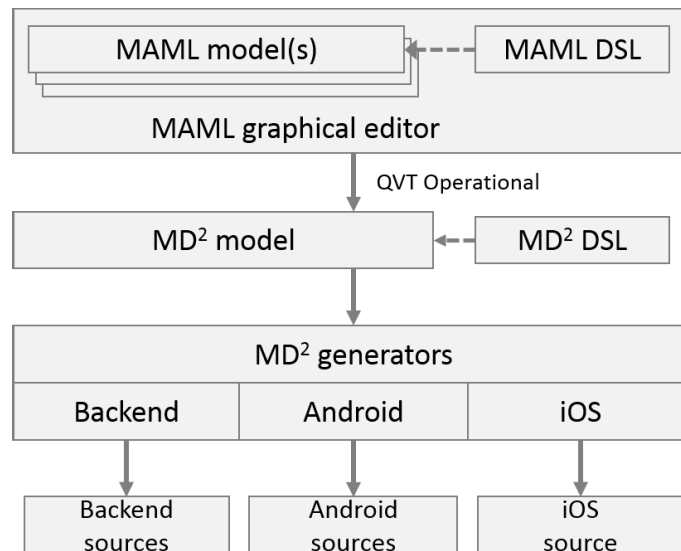 MAML model(s)
MAML DSL
MAML graphical editor
QVT Operational
MD² model
MD² DSL
MD² generators
Backend
Android
iOS
Backend
sources
Android
sources
iOS
source